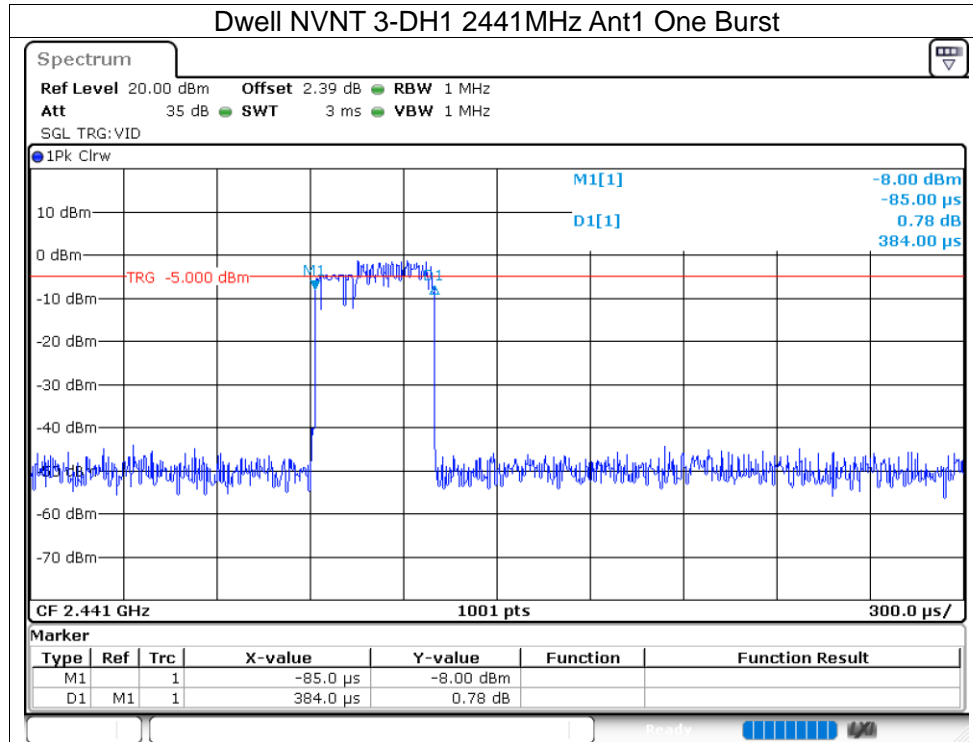 Dwell NVNT 3-DH1 2441MHz Ant1 One Burst
Spectrum
Ref Level 20.00 dBm Offset 2.39 dB RBW 1 MHz
Att 35 dB SWT 3 ms VBW 1 MHz
SGL TRG:VID
1Pk Clrw
M1[1] -8.00 dBm
-85.00 µs
10 dBm
D1[1] 0.78 dB
384.00 µs
0 dBm
M1
TRG -5.000 dBm
-10 dBm
-20 dBm
-30 dBm
-40 dBm
-60 dBm
-70 dBm
CF 2.441 GHz 1001 pts 300.0 µs/
Marker
Type Ref Trc X-value Y-value Function Function Result
M1 1 -85.0 µs -8.00 dBm
D1 M1 1 384.0 µs 0.78 dB
Ready LXI